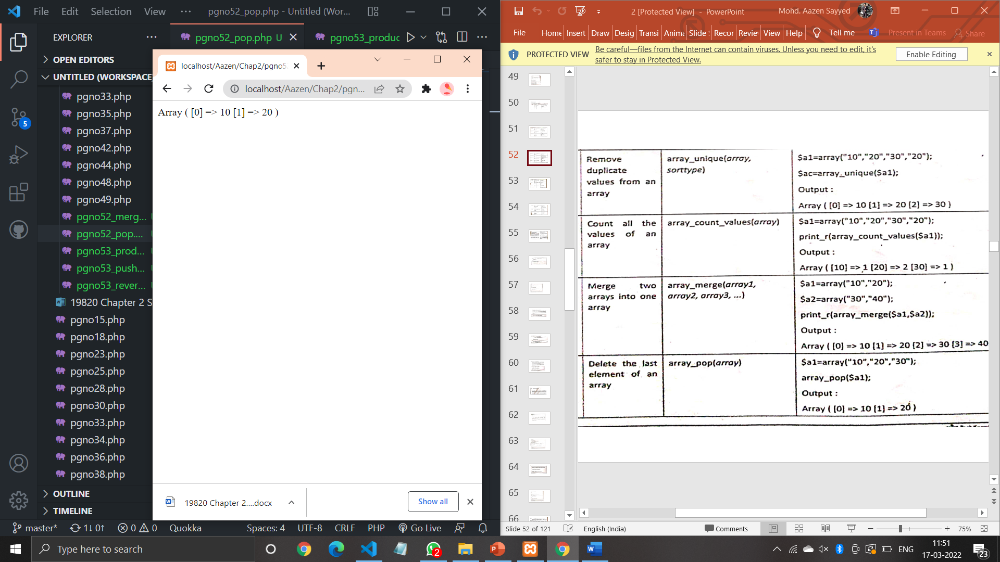 File Edit Selection View ··· pgno52_pop.php - Untitled (Wor...
EXPLORER ···
pgno52_pop.php U
pgno53_produc
OPEN EDITORS
UNTITLED (WORKSPACE)
pgno33.php
pgno35.php
pgno37.php
pgno42.php
pgno44.php
pgno48.php
pgno49.php
pgno52_merg...
pgno52_pop....
pgno53_prod...
pgno53_push...
pgno53_rever...
19820 Chapter 2 S
pgno15.php
pgno18.php
pgno23.php
pgno25.php
pgno28.php
pgno30.php
pgno33.php
pgno34.php
pgno36.php
pgno38.php
OUTLINE
TIMELINE
5
master* 1↓ 0↑ 0 0 Quokka Spaces: 4 UTF-8 CRLF PHP Go Live
localhost/Aazen/Chap2/pgno5
localhost/Aazen/Chap2/pgn...
Array ( [0] => 10 [1] => 20 )
19820 Chapter 2....docx
Show all
2 [Protected View] - PowerPoint Mohd. Aazen Sayyed
File Home Insert Draw Desig Transi Anima Slide Recor Review View Help Tell me Present in Teams Share
PROTECTED VIEW Be careful—files from the Internet can contain viruses. Unless you need to edit, it's
safer to stay in Protected View.
Enable Editing
49
50
51
52
53
54
55
56
57
58
59
60
61
62
63
64
65
66
Remove
duplicate
values from an
array
array_unique(array,
sorttype)
$a1=array("10","20","30","20");
$ac=array_unique($a1);
Output :
Array ( [0] => 10 [1] => 20 [2] => 30 )
Count all the
values of an
array
array_count_values(array)
$a1=array("10","20","30","20");
print_r(array_count_values($a1));
Output :
Array ( [10] => 1 [20] => 2 [30] => 1 )
Merge two
arrays into one
array
array_merge(array1,
array2, array3, ...)
$a1=array("10","20");
$a2=array("30","40");
print_r(array_merge($a1,$a2));
Output :
Array ( [0] => 10 [1] => 20 [2] => 30 [3] => 40
Delete the last
element of an
array
array_pop(array)
$a1=array("10","20","30");
array_pop($a1);
Output :
Array ( [0] => 10 [1] => 20 )
Slide 52 of 121 English (India) Comments 75%
Type here to search
2
ENG
11:51
17-03-2022
23